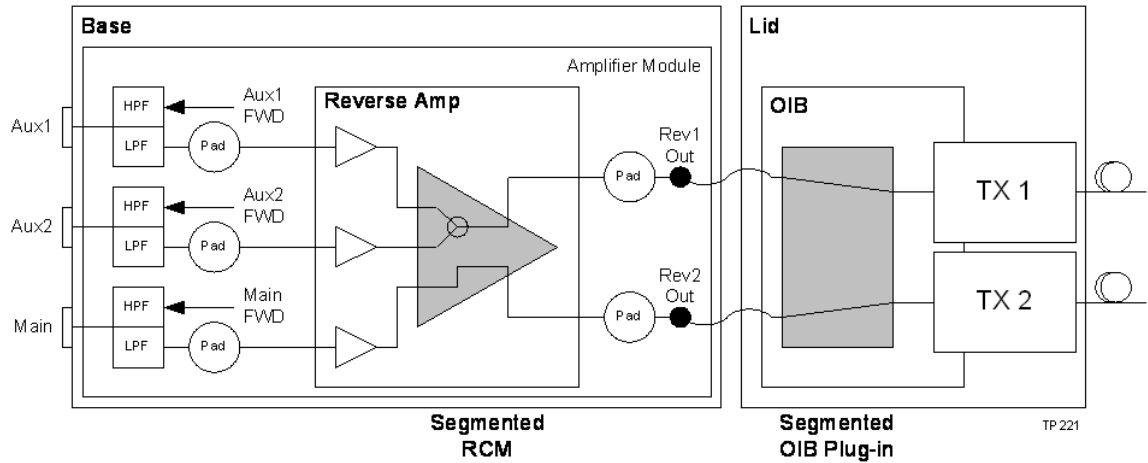 Base
Lid
Amplifier Module
Reverse Amp
OIB
Aux1
HPF
LPF
Aux1
FWD
Pad
Aux2
HPF
LPF
Aux2
FWD
Pad
Main
HPF
LPF
Main
FWD
Pad
Pad
Rev1
Out
Pad
Rev2
Out
TX 1
TX 2
Segmented
RCM
Segmented
OIB Plug-in
TP 221